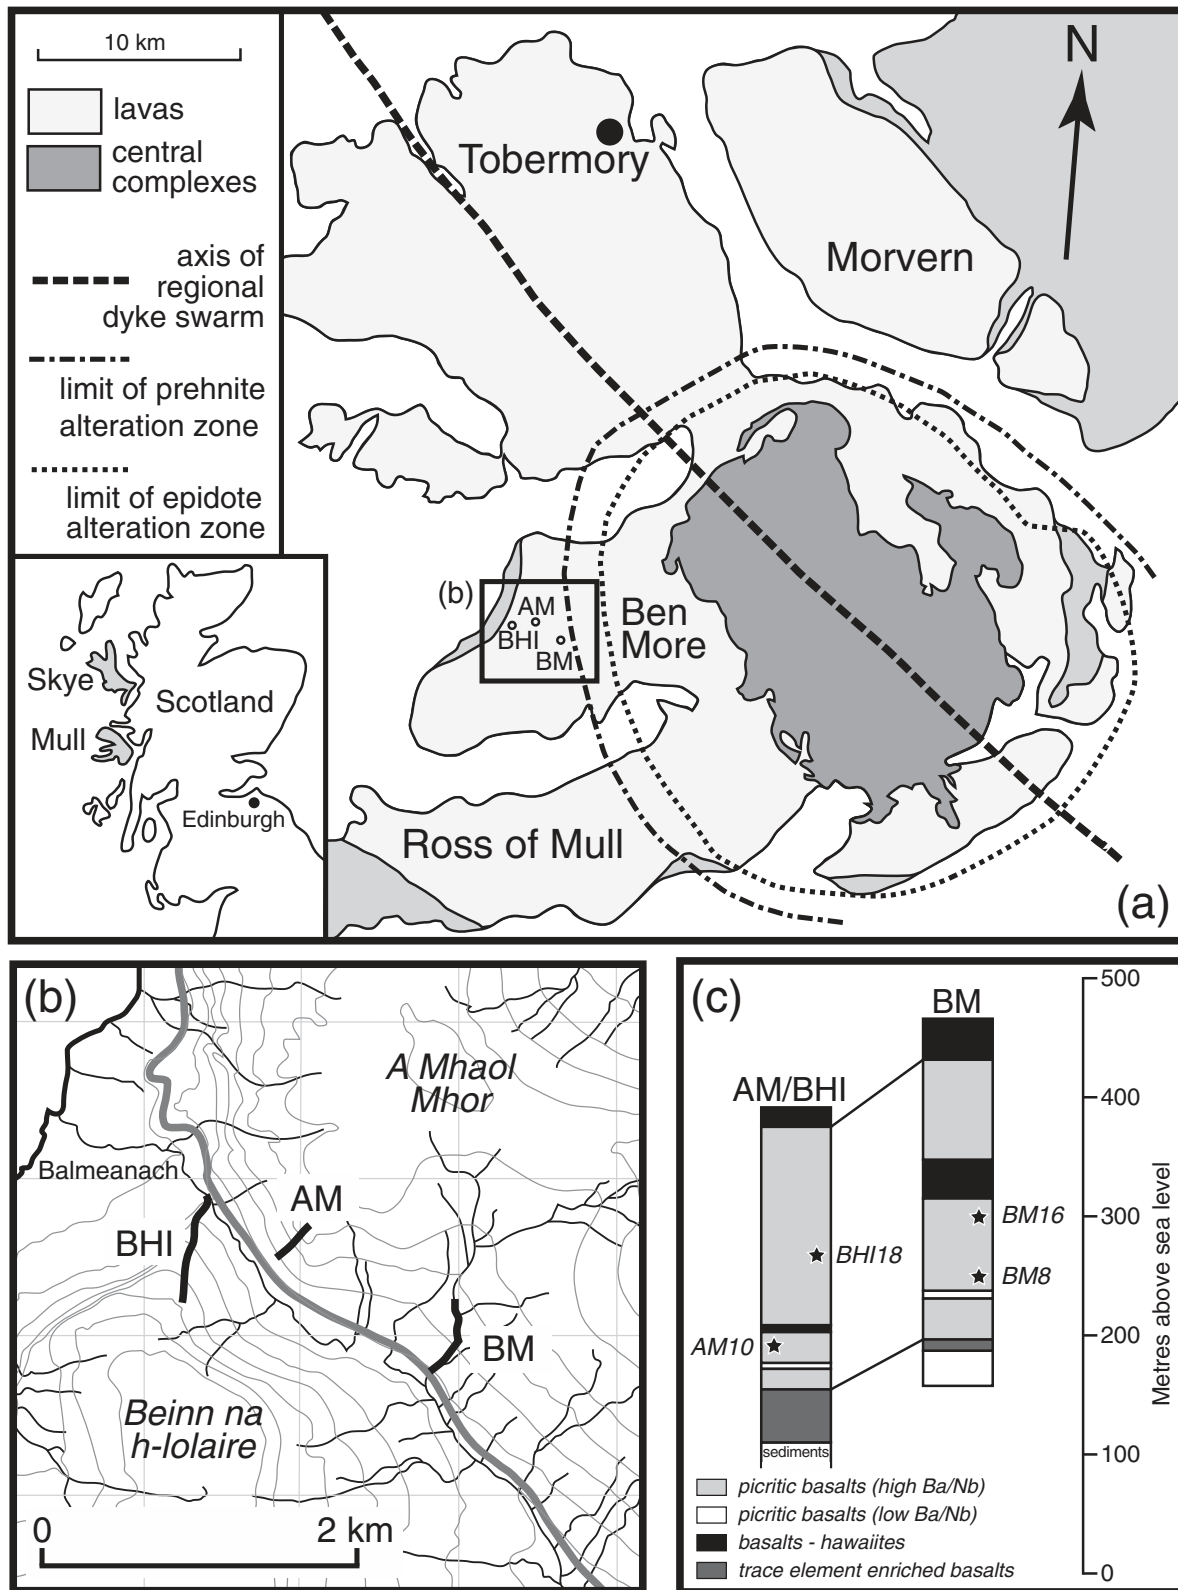 10 km
lavas
central
complexes
axis of
regional
dyke swarm
limit of prehnite
alteration zone
limit of epidote
alteration zone
Skye
Scotland
Mull
Edinburgh
Tobermory
Morvern
N
(b)
AM
BHI
BM
Ben
More
Ross of Mull
(a)
(b)
A Mhaol
Mhor
Balmeanach
AM
BHI
BM
Beinn na
h-Iolaire
0 2 km
(c)
500
BM
AM/BHI
400
300
200
100
0
Metres above sea level
BM16
BHI18
BM8
AM10
sediments
picritic basalts (high Ba/Nb)
picritic basalts (low Ba/Nb)
basalts - hawaiites
trace element enriched basalts